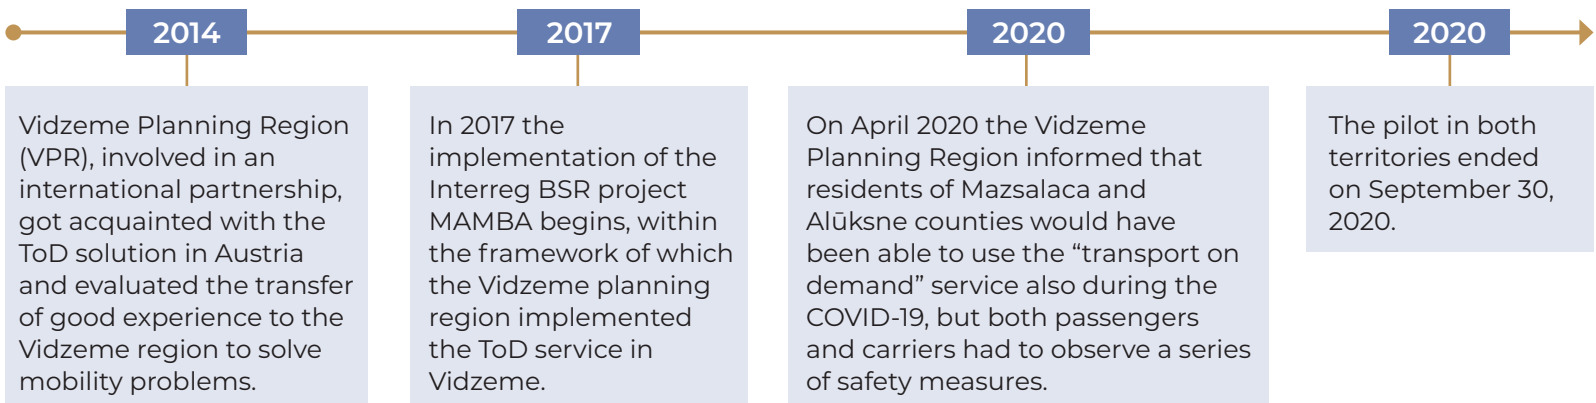 2014
Vidzeme Planning Region
(VPR), involved in an
international partnership,
got acquainted with the
ToD solution in Austria
and evaluated the transfer
of good experience to the
Vidzeme region to solve
mobility problems.
2017
In 2017 the
implementation of the
Interreg BSR project
MAMBA begins, within
the framework of which
the Vidzeme planning
region implemented
the ToD service in
Vidzeme.
2020
On April 2020 the Vidzeme
Planning Region informed that
residents of Mazsalaca and
Alūksne counties would have
been able to use the “transport on
demand” service also during the
COVID-19, but both passengers
and carriers had to observe a series
of safety measures.
2020
The pilot in both
territories ended
on September 30,
2020.